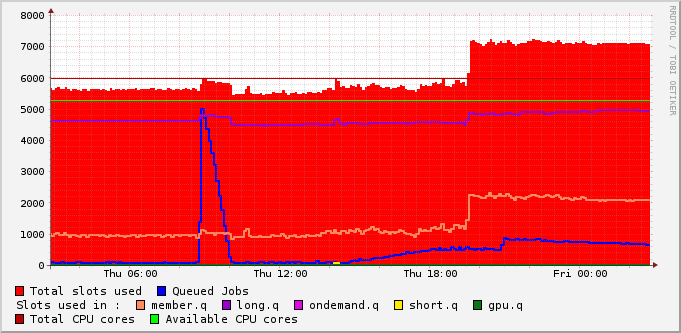 8000
7000
6000
5000
4000
3000
2000
1000
0
Thu 06:00 Thu 12:00 Thu 18:00 Fri 00:00
RRDTOOL / TOBI OETIKER
Total slots used Queued Jobs
Slots used in : member.q long.q ondemand.q short.q gpu.q
Total CPU cores Available CPU cores